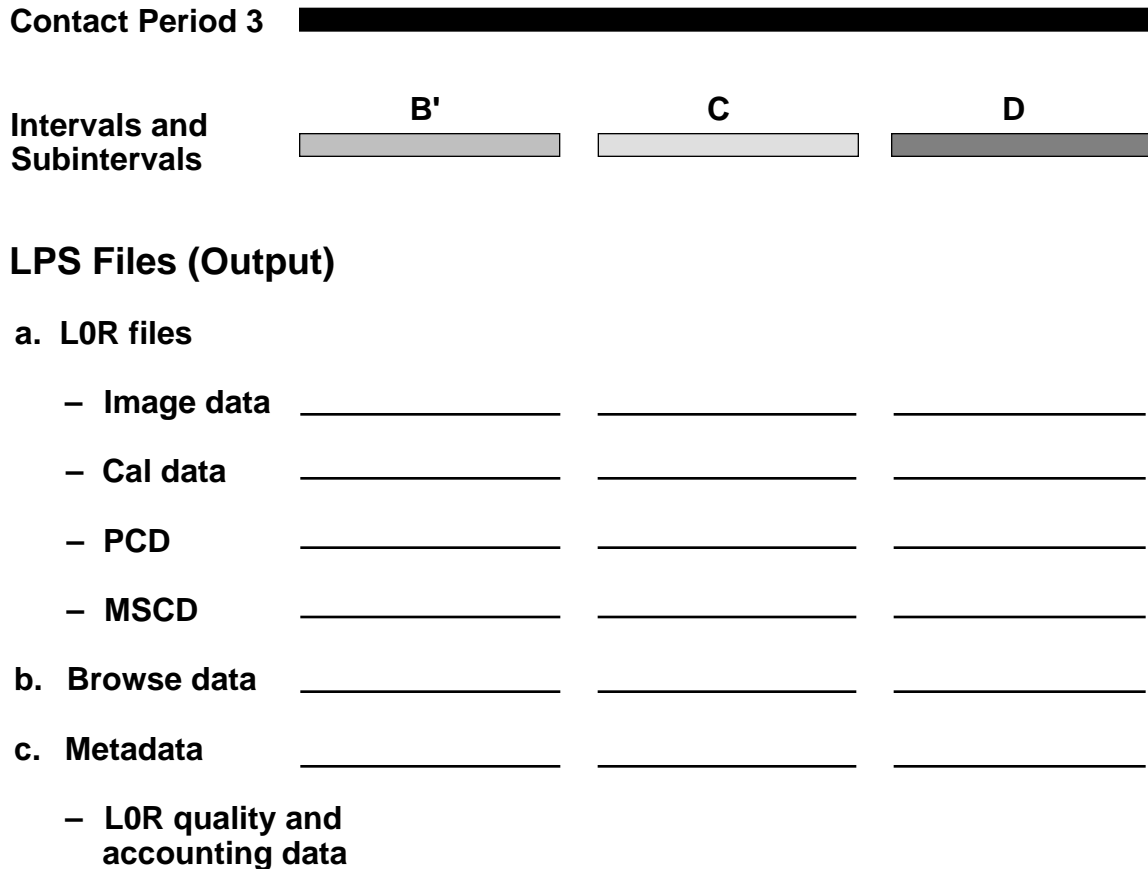 Contact Period 3
B' C D
Intervals and
Subintervals
LPS Files (Output)
a. L0R files
– Image data
– Cal data
– PCD
– MSCD
b. Browse data
c. Metadata
– L0R quality and
accounting data